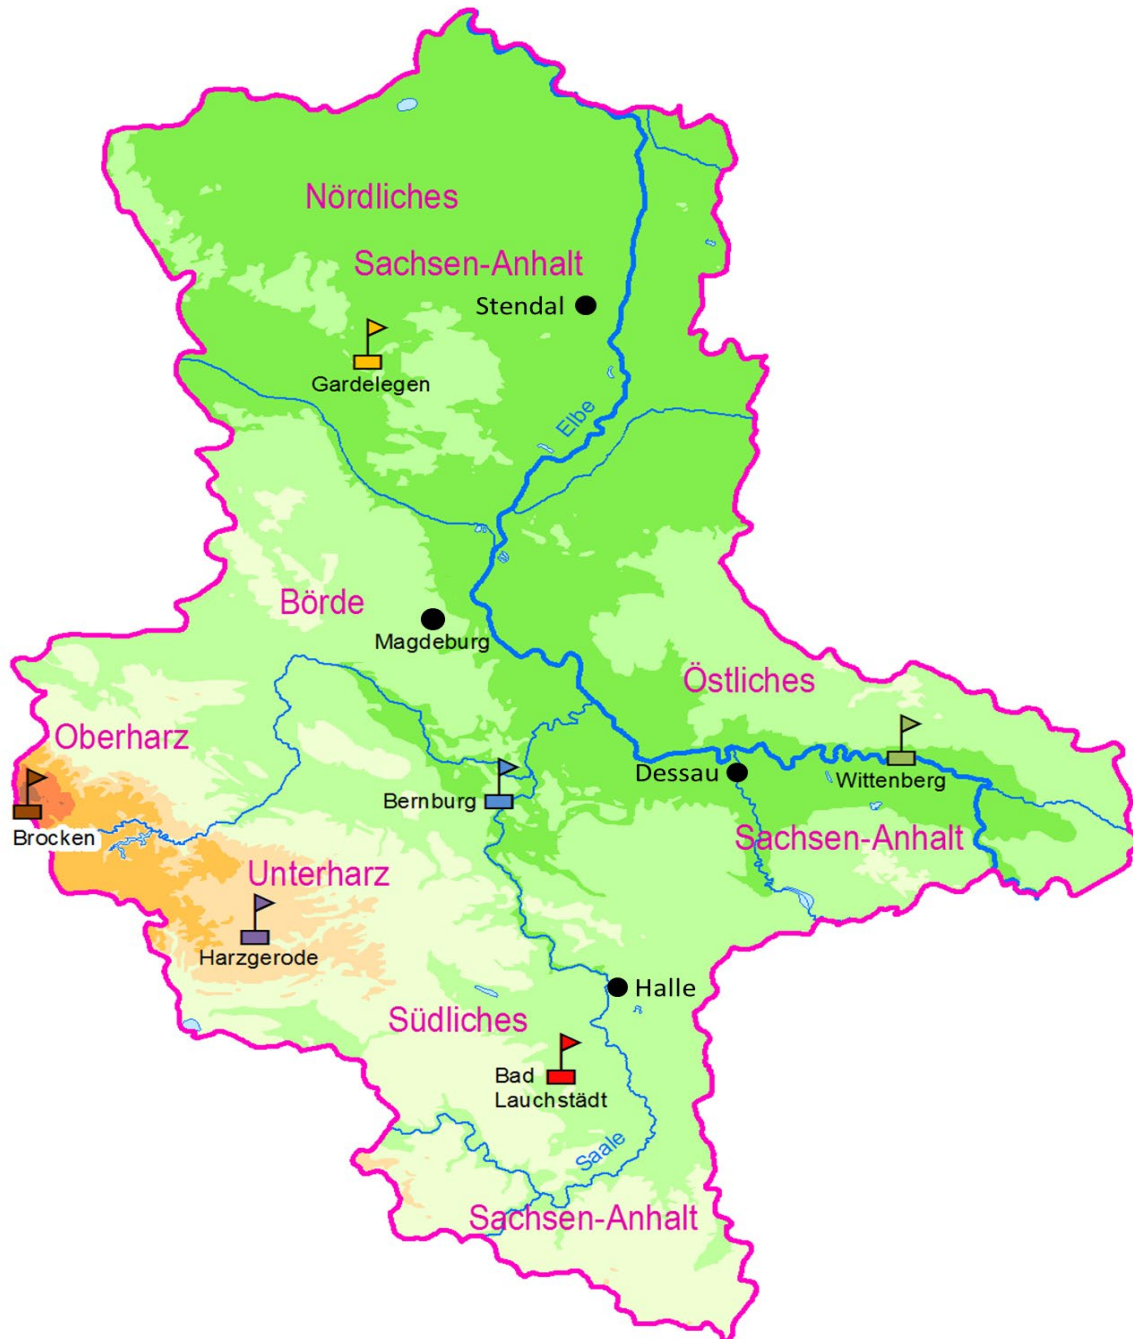 Nördliches
Sachsen-Anhalt
Stendal
Gardelegen
Elbe
Börde
Magdeburg
Östliches
Oberharz
Dessau
Wittenberg
Bernburg
Brocken
Sachsen-Anhalt
Unterharz
Harzgerode
Halle
Südliches
Bad
Lauchstädt
Saale
Sachsen-Anhalt